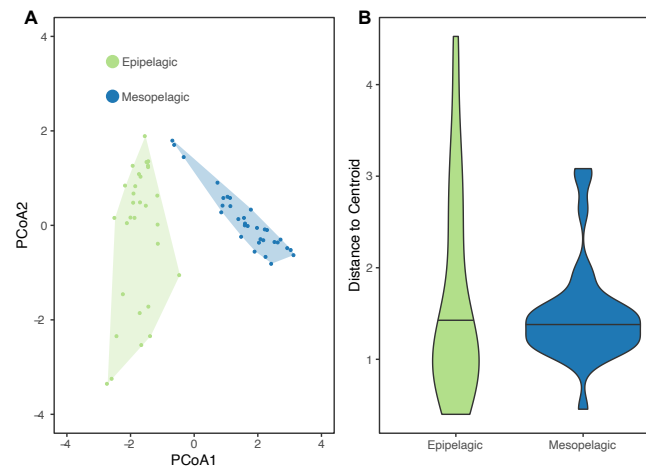 A
B
4
2
0
-2
-4
PCoA2
Epipelagic
Mesopelagic
-4 -2 0 2 4
PCoA1
4
3
2
1
Distance to Centroid
Epipelagic Mesopelagic